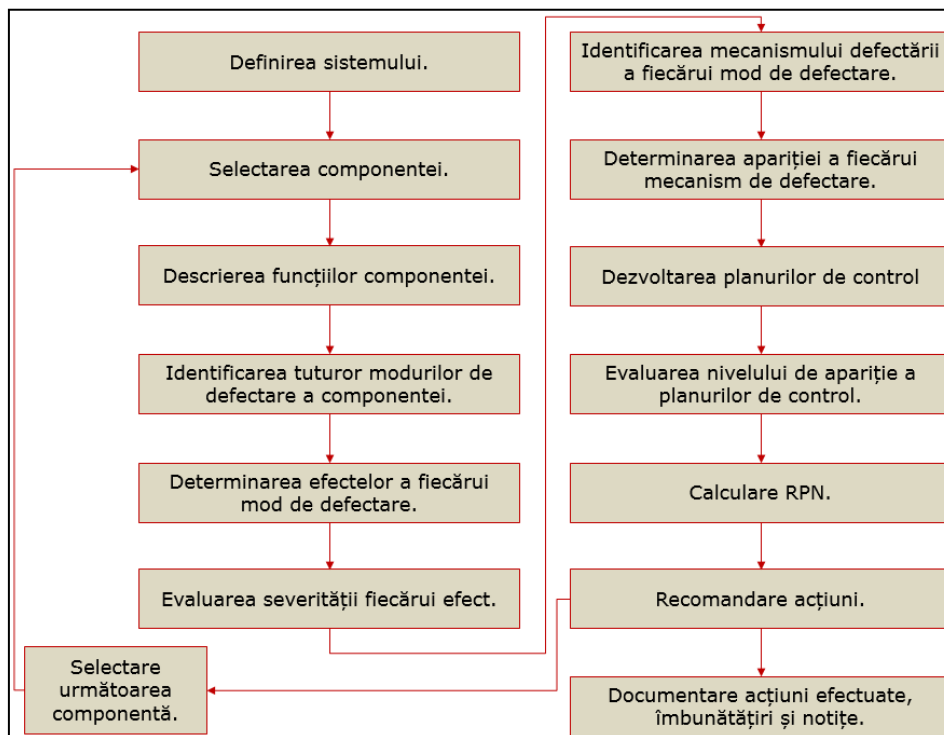 Definirea sistemului.
Selectarea componentei.
Descrierea funcțiilor componentei.
Identificarea tuturor modurilor de
defectare a componentei.
Determinarea efectelor a fiecărui
mod de defectare.
Evaluarea severității fiecărui efect.
Selectare
următoarea
componentă.
Identificarea mecanismului defectării
a fiecărui mod de defectare.
Determinarea apariției a fiecărui
mecanism de defectare.
Dezvoltarea planurilor de control
Evaluarea nivelului de apariție a
planurilor de control.
Calculare RPN.
Recomandare acțiuni.
Documentare acțiuni efectuate,
îmbunătățiri și notițe.